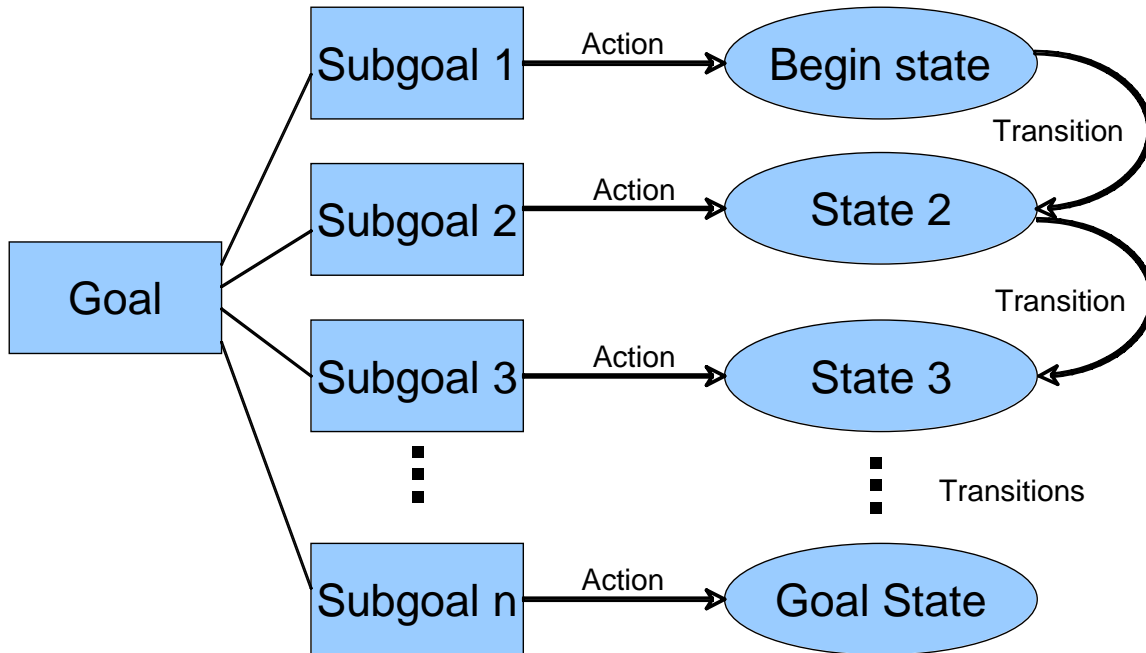 Subgoal 1
Action
Begin state
Transition
Subgoal 2
Action
State 2
Goal
Transition
Subgoal 3
Action
State 3
Transitions
Subgoal n
Action
Goal State